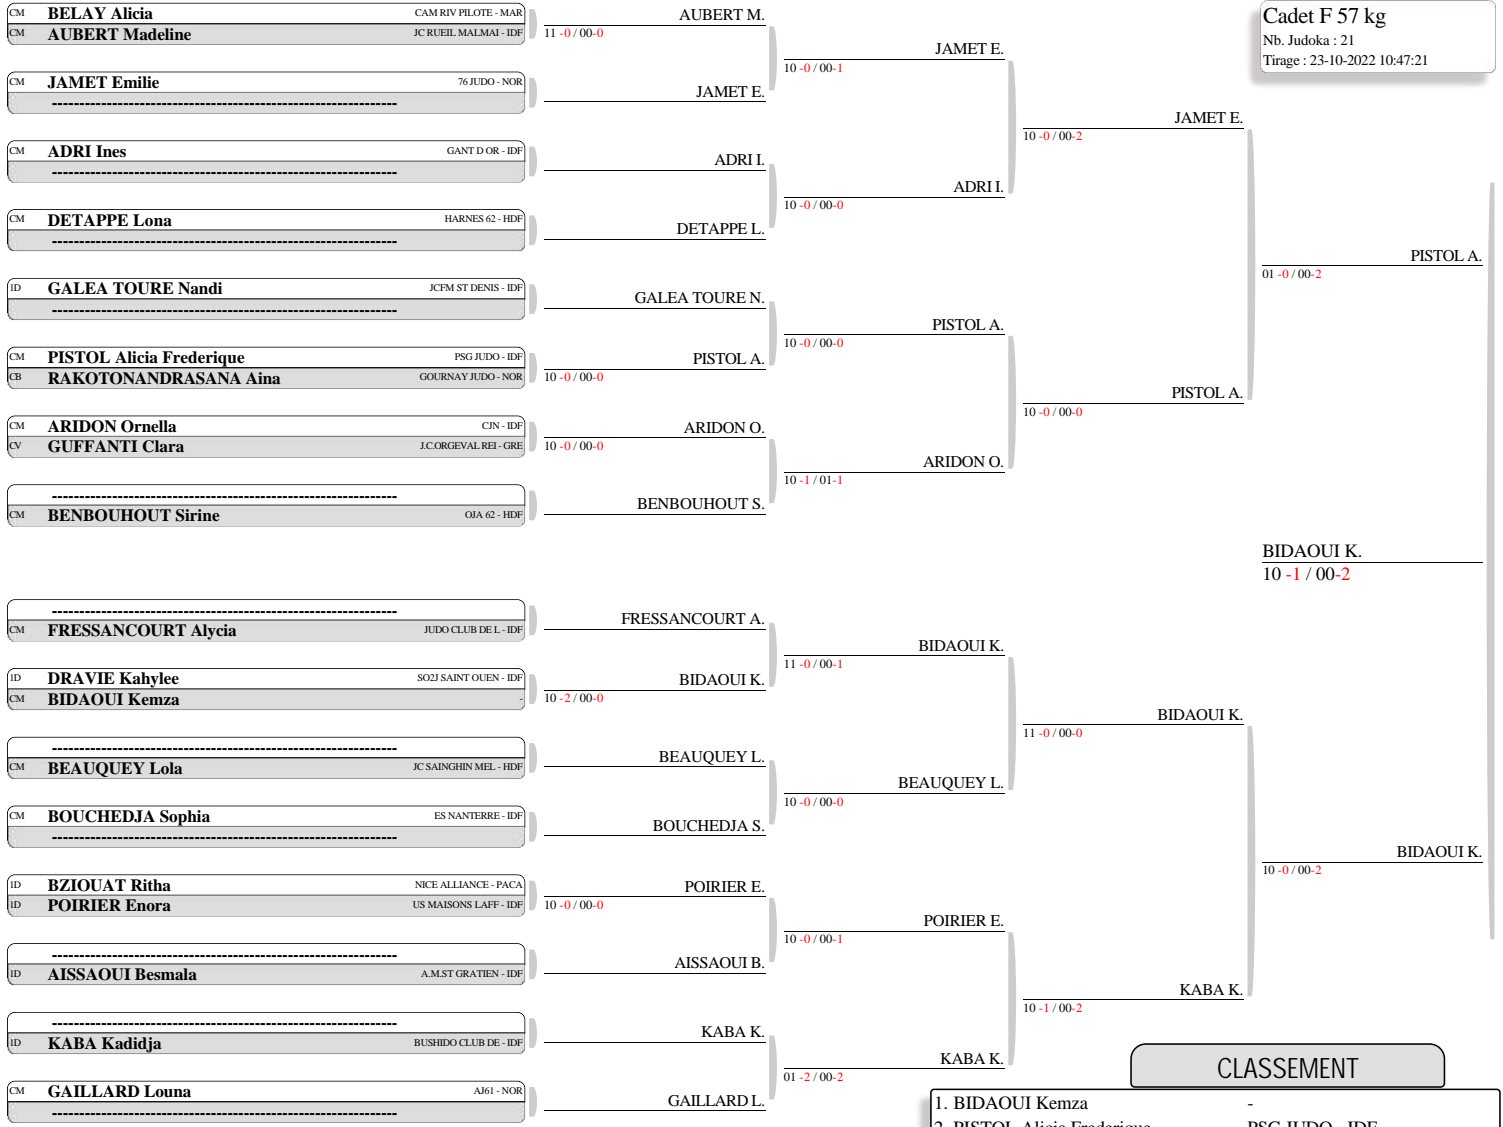 Cadet F 57 kg
Nb. Judoka : 21
Tirage : 23-10-2022 10:47:21
CM BELAY Alicia CAM RIV PILOTE - MAR
CM AUBERT Madeline JC RUEIL MALMAI - IDF
CM JAMET Emilie 76 JUDO - NOR
----------------------------------------------------------------
CM ADRI Ines GANT D OR - IDF
----------------------------------------------------------------
CM DETAPPE Lona HARNES 62 - HDF
----------------------------------------------------------------
1D GALEA TOURE Nandi JCFM ST DENIS - IDF
----------------------------------------------------------------
CM PISTOL Alicia Frederique PSG JUDO - IDF
CB RAKOTONANDRASANA Aina GOURNAY JUDO - NOR
CM ARIDON Ornella CJN - IDF
CV GUFFANTI Clara J.C.ORGEVAL REI - GRE
----------------------------------------------------------------
CM BENBOUHOUT Sirine OJA 62 - HDF
----------------------------------------------------------------
CM FRESSANCOURT Alycia JUDO CLUB DE L - IDF
1D DRAVIE Kahylee SO2J SAINT OUEN - IDF
CM BIDAOUI Kemza -
----------------------------------------------------------------
CM BEAUQUEY Lola JC SAINGHIN MEL - HDF
CM BOUCHEDJA Sophia ES NANTERRE - IDF
----------------------------------------------------------------
1D BZIOUAT Ritha NICE ALLIANCE - PACA
1D POIRIER Enora US MAISONS LAFF - IDF
----------------------------------------------------------------
1D AISSAOUI Besmala A.M.ST GRATIEN - IDF
----------------------------------------------------------------
1D KABA Kadidja BUSHIDO CLUB DE - IDF
CM GAILLARD Louna AJ61 - NOR
----------------------------------------------------------------
AUBERT M.
11 -0 / 00-0
JAMET E.
ADRI I.
DETAPPE L.
GALEA TOURE N.
PISTOL A.
10 -0 / 00-0
ARIDON O.
10 -0 / 00-0
BENBOUHOUT S.
FRESSANCOURT A.
BIDAOUI K.
10 -2 / 00-0
BEAUQUEY L.
BOUCHEDJA S.
POIRIER E.
10 -0 / 00-0
AISSAOUI B.
KABA K.
GAILLARD L.
JAMET E.
10 -0 / 00-1
ADRI I.
10 -0 / 00-0
PISTOL A.
10 -0 / 00-0
ARIDON O.
10 -1 / 01-1
BIDAOUI K.
11 -0 / 00-1
BEAUQUEY L.
10 -0 / 00-0
POIRIER E.
10 -0 / 00-1
KABA K.
01 -2 / 00-2
JAMET E.
10 -0 / 00-2
PISTOL A.
10 -0 / 00-0
BIDAOUI K.
11 -0 / 00-0
KABA K.
10 -1 / 00-2
PISTOL A.
01 -0 / 00-2
BIDAOUI K.
10 -0 / 00-2
BIDAOUI K.
10 -1 / 00-2
CLASSEMENT
1. BIDAOUI Kemza -
2. PISTOL Alicia Frederique PSG JUDO - IDF